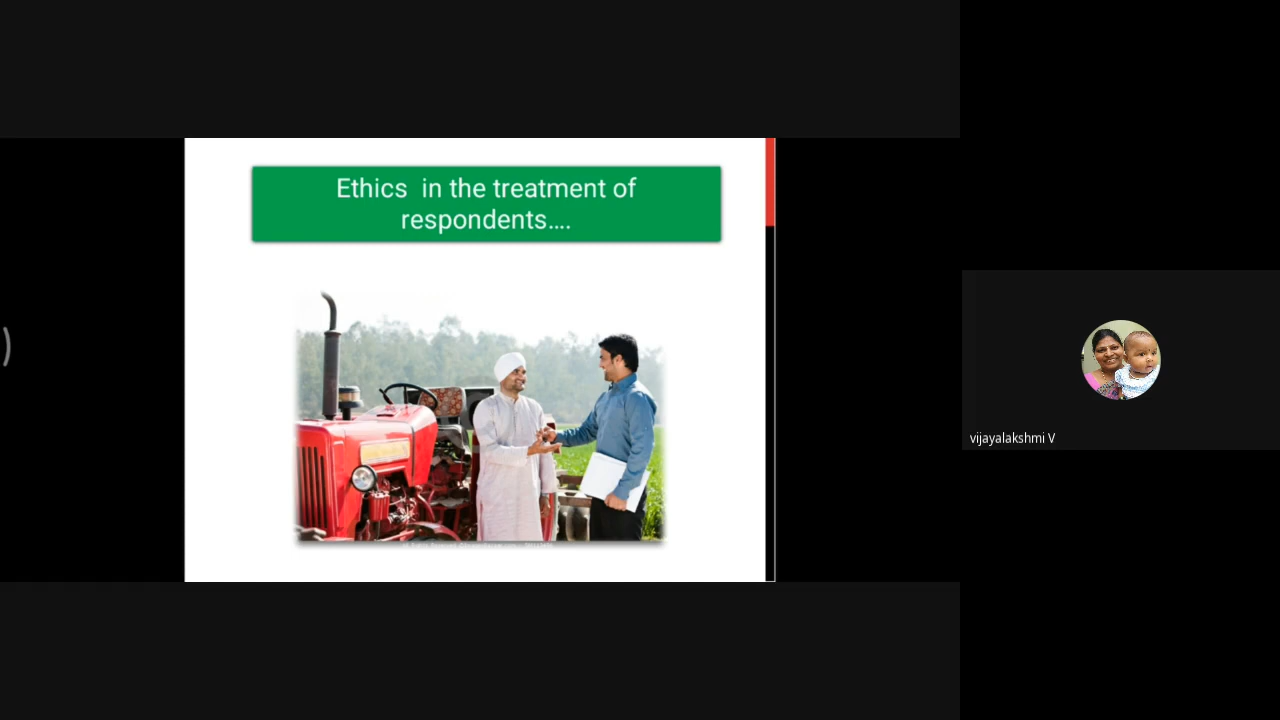 Ethics  in the treatment of
respondents....
vijayalakshmi V